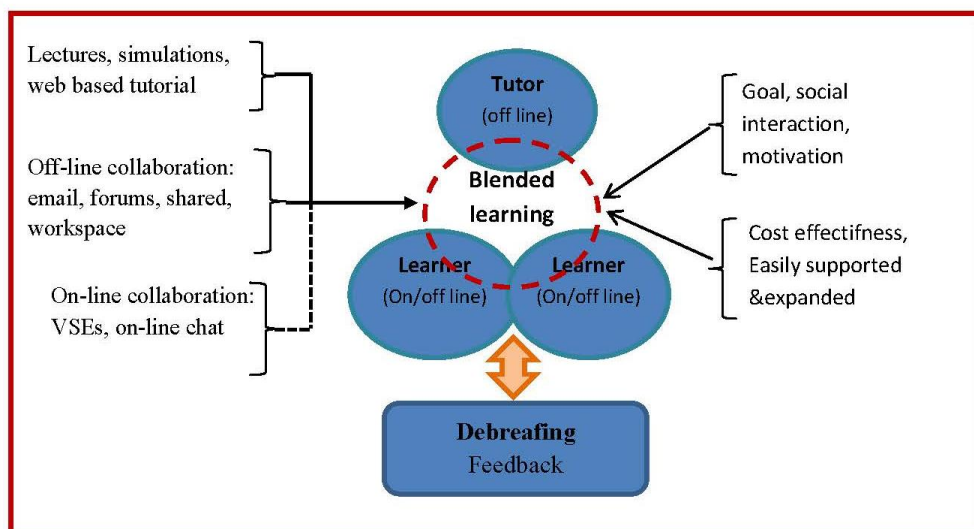 Lectures, simulations,
web based tutorial
Off-line collaboration:
email, forums, shared,
workspace
On-line collaboration:
VSEs, on-line chat
Tutor
(off line)
Blended
learning
Learner
(On/off line)
Learner
(On/off line)
Goal, social
interaction,
motivation
Cost effectifness,
Easily supported
&expanded
Debreafing
Feedback